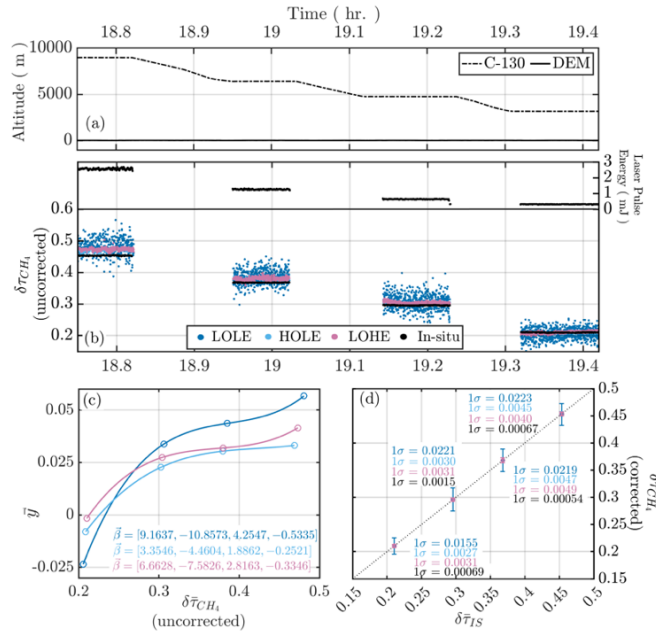 Time ( hr. )
18.8 18.9 19 19.1 19.2 19.3 19.4
10000
5000
0
Altitude ( m )
C-130 DEM
(a)
3
2
1
0
Laser Pulse
Energy ( mJ )
0.6
0.5
0.4
0.3
0.2
δτ_{CH_4}
(uncorrected)
(b)
LOLE HOLE LOHE In-situ
18.8 18.9 19 19.1 19.2 19.3 19.4
(c)
0.05
0.025
0
-0.025
ȳ
β⃗ = [9.1637, −10.8573, 4.2547, −0.5335]
β⃗ = [3.3546, −4.4604, 1.8862, −0.2521]
β⃗ = [6.6628, −7.5826, 2.8163, −0.3346]
0.2 0.3 0.4 0.5
δτ̄_{CH_4}
(uncorrected)
(d)
1σ = 0.0223
1σ = 0.0045
1σ = 0.0040
1σ = 0.00067
1σ = 0.0221
1σ = 0.0030
1σ = 0.0031
1σ = 0.0015
1σ = 0.0219
1σ = 0.0047
1σ = 0.0049
1σ = 0.00054
1σ = 0.0155
1σ = 0.0027
1σ = 0.0031
1σ = 0.00069
0.5
0.45
0.4
0.35
0.3
0.25
0.2
0.15
(corrected)
0.15 0.2 0.25 0.3 0.35 0.4 0.45 0.5
δτ̄_{IS}